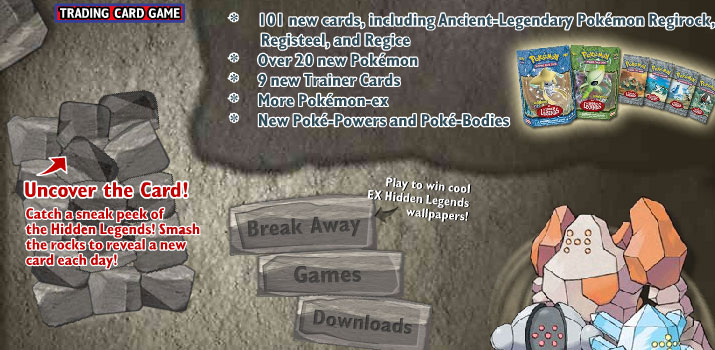 TRADING CARD GAME
101 new cards, including Ancient-Legendary Pokémon Regirock,
Registeel, and Regice
Over 20 new Pokémon
9 new Trainer Cards
More Pokémon-ex
New Poké-Powers and Poké-Bodies
Uncover the Card!
Catch a sneak peek of
the Hidden Legends! Smash
the rocks to reveal a new
card each day!
Play to win cool
EX Hidden Legends
wallpapers!
Break Away
Games
Downloads
Pokémon
Pokémon